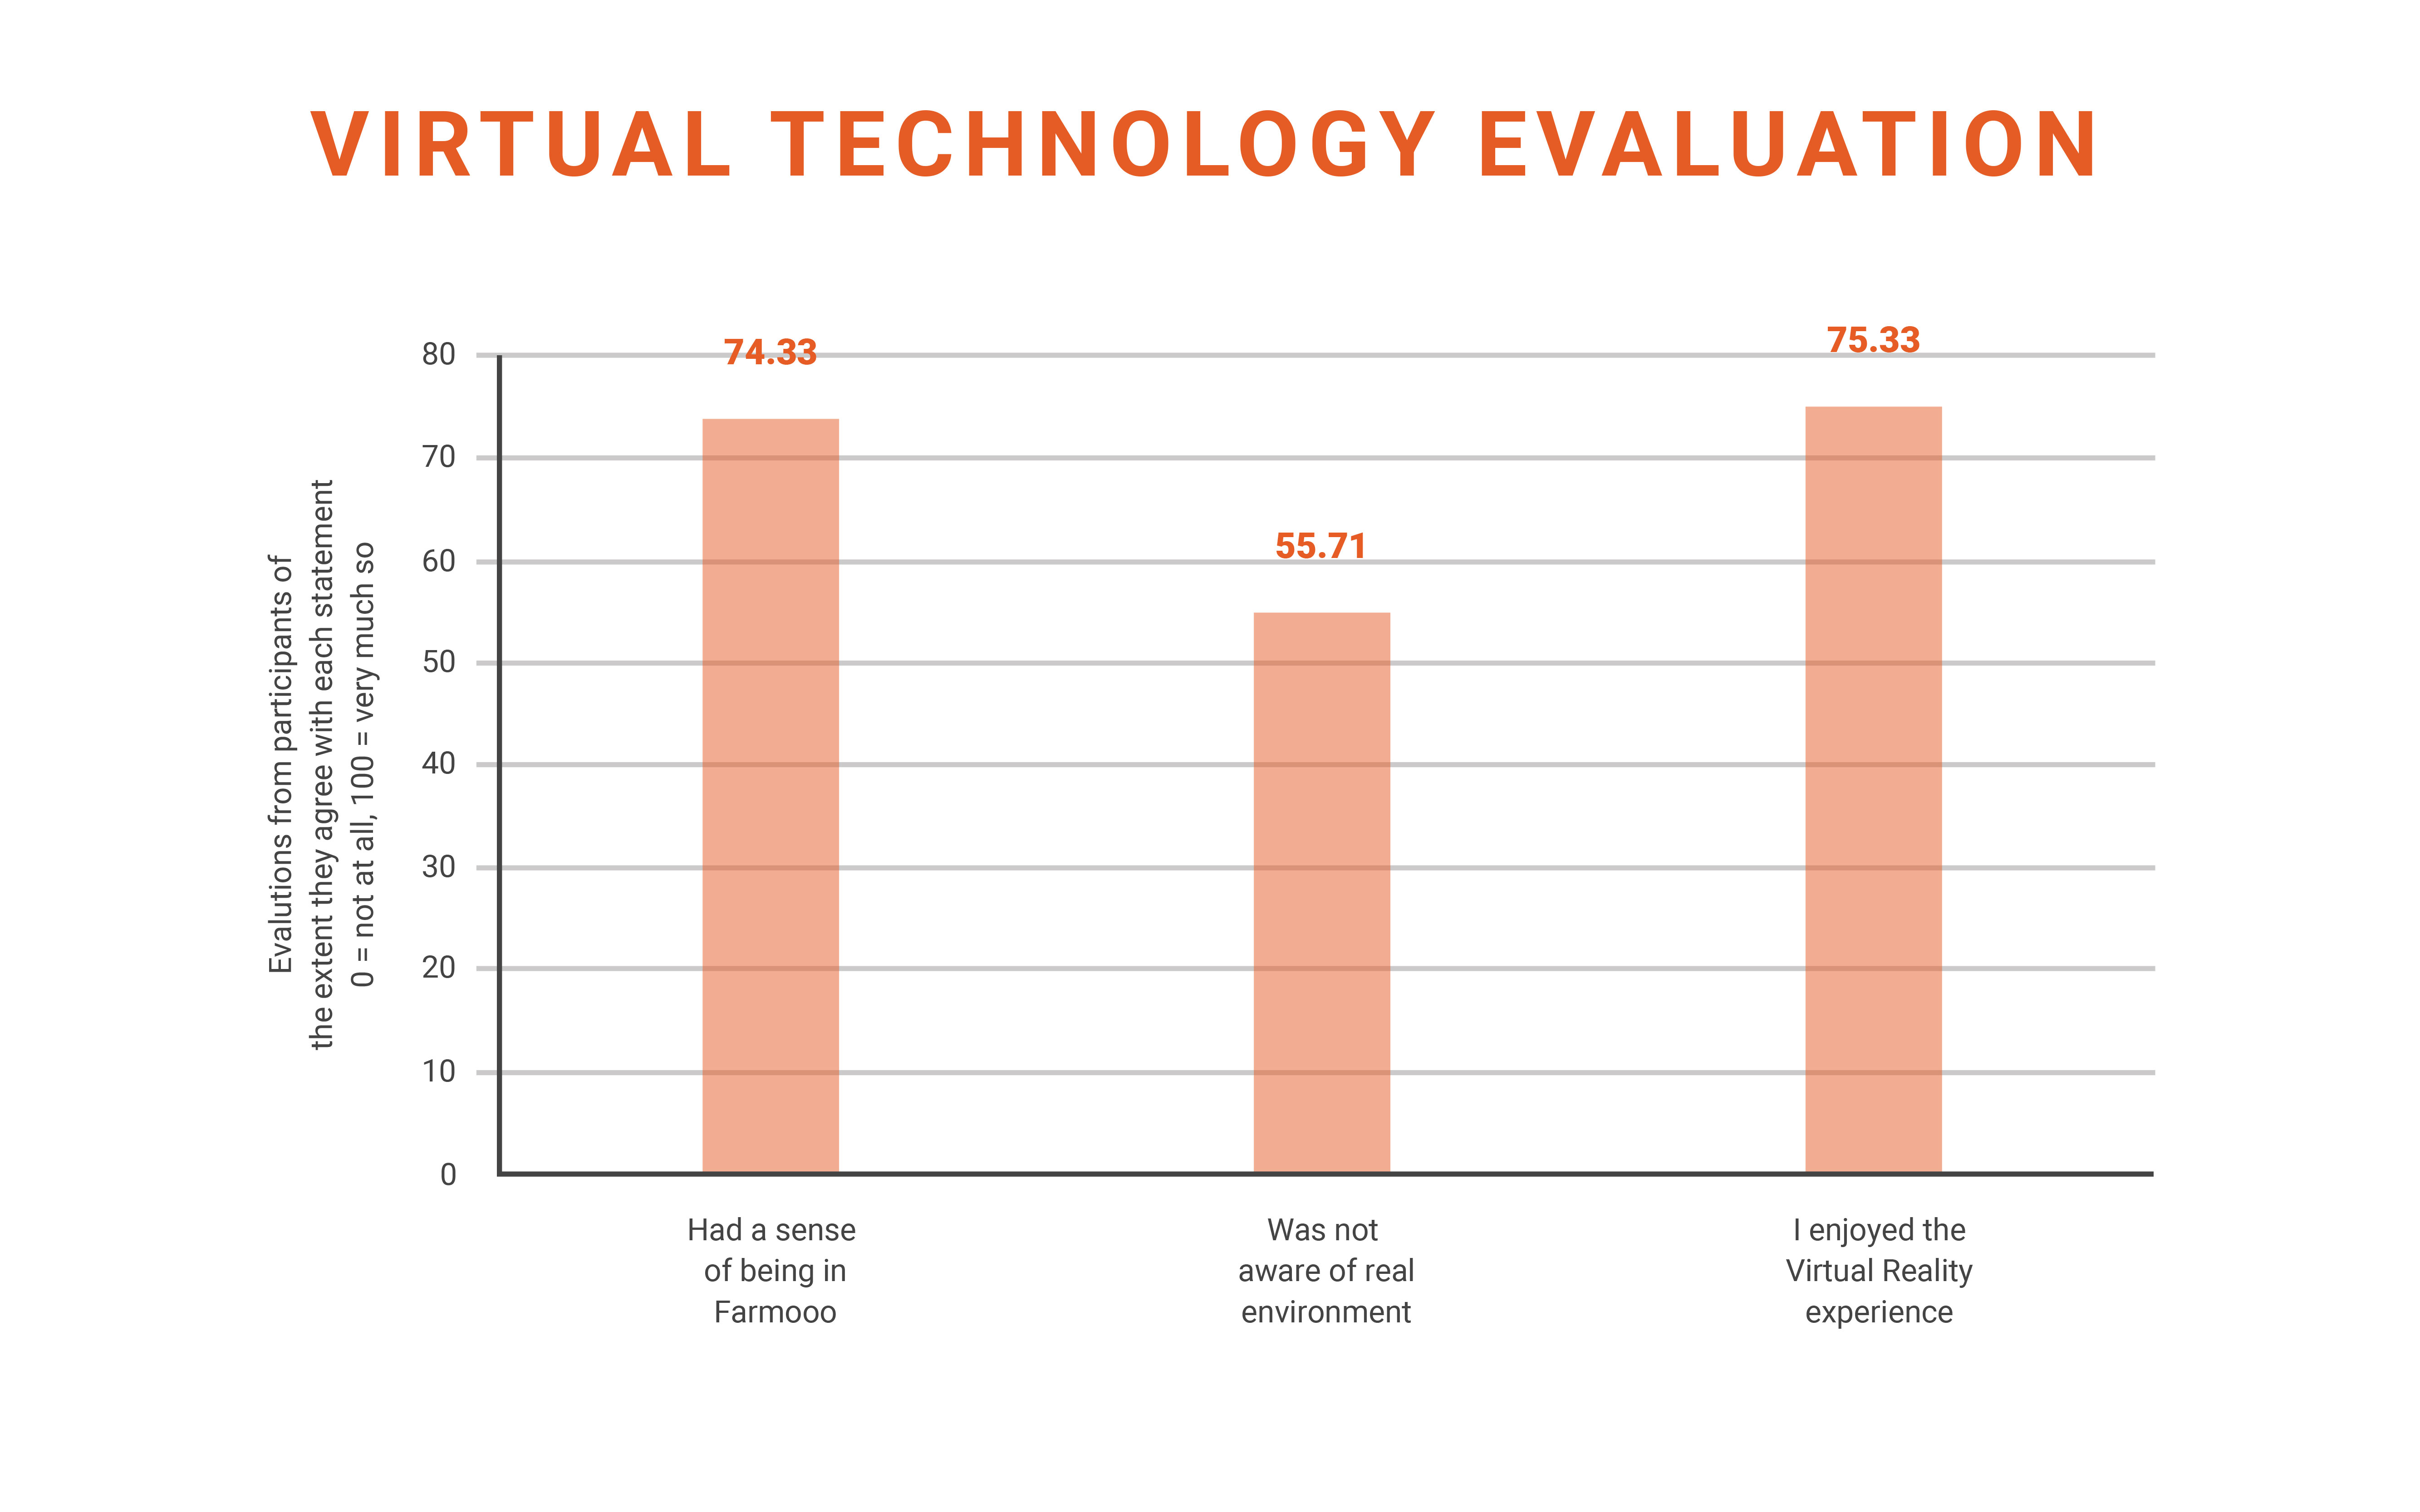 VIRTUAL TECHNOLOGY EVALUATION
Evalutions from participants of
the extent they agree with each statement
0 = not at all, 100 = very much so
80
70
60
50
40
30
20
10
0
74.33
55.71
75.33
Had a sense
of being in
Farmooo
Was not
aware of real
environment
I enjoyed the
Virtual Reality
experience